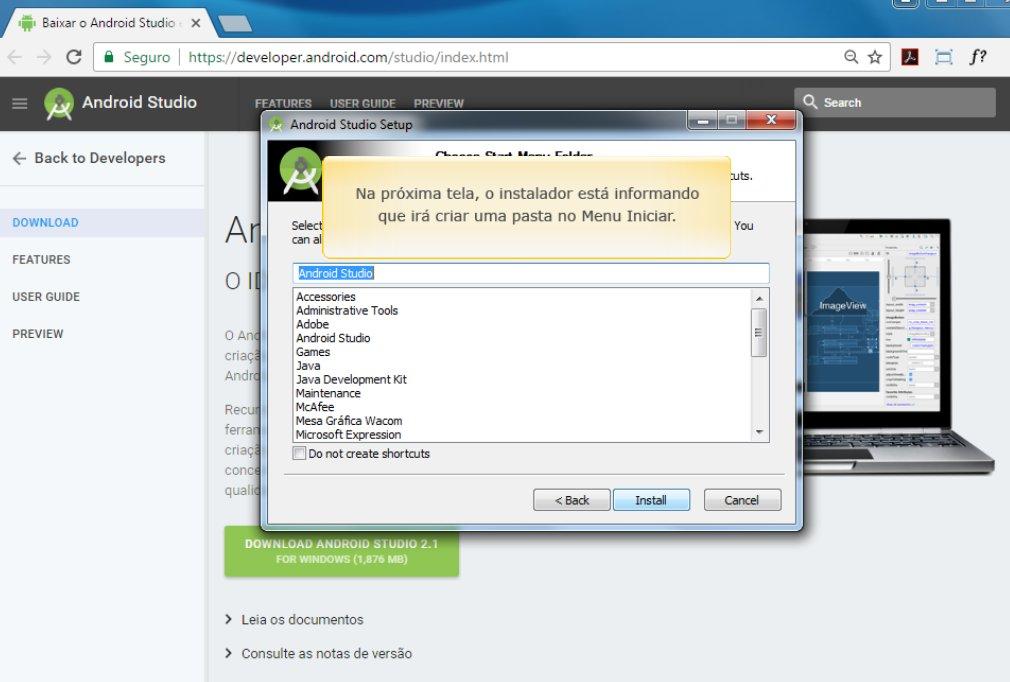 Baixar o Android Studio
Seguro
https://developer.android.com/studio/index.html
f?
Android Studio
FEATURES
USER GUIDE
PREVIEW
Search
Back to Developers
DOWNLOAD
FEATURES
USER GUIDE
PREVIEW
O And
criaçã
Andro
Recur
ferran
criaçã
conce
qualid
Android Studio Setup
Choose Start Menu Folder
cuts.
Na próxima tela, o instalador está informando
que irá criar uma pasta no Menu Iniciar.
Select
You
can al
Android Studio
Accessories
Administrative Tools
Adobe
Android Studio
Games
Java
Java Development Kit
Maintenance
McAfee
Mesa Gráfica Wacom
Microsoft Expression
Do not create shortcuts
< Back
Install
Cancel
ImageView
DOWNLOAD ANDROID STUDIO 2.1
FOR WINDOWS (1,876 MB)
Leia os documentos
Consulte as notas de versão